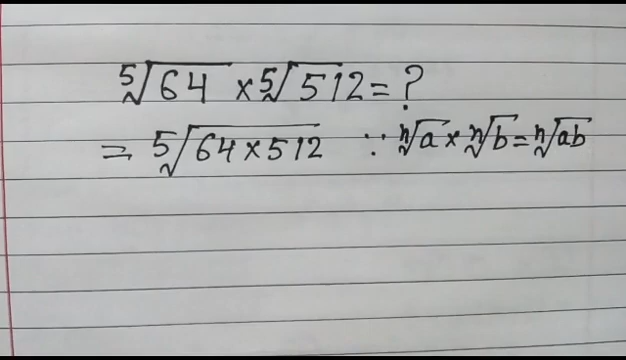 ⁵√64 × ⁵√512 = ?
= ⁵√64×512 ∵ ⁿ√a × ⁿ√b = ⁿ√ab